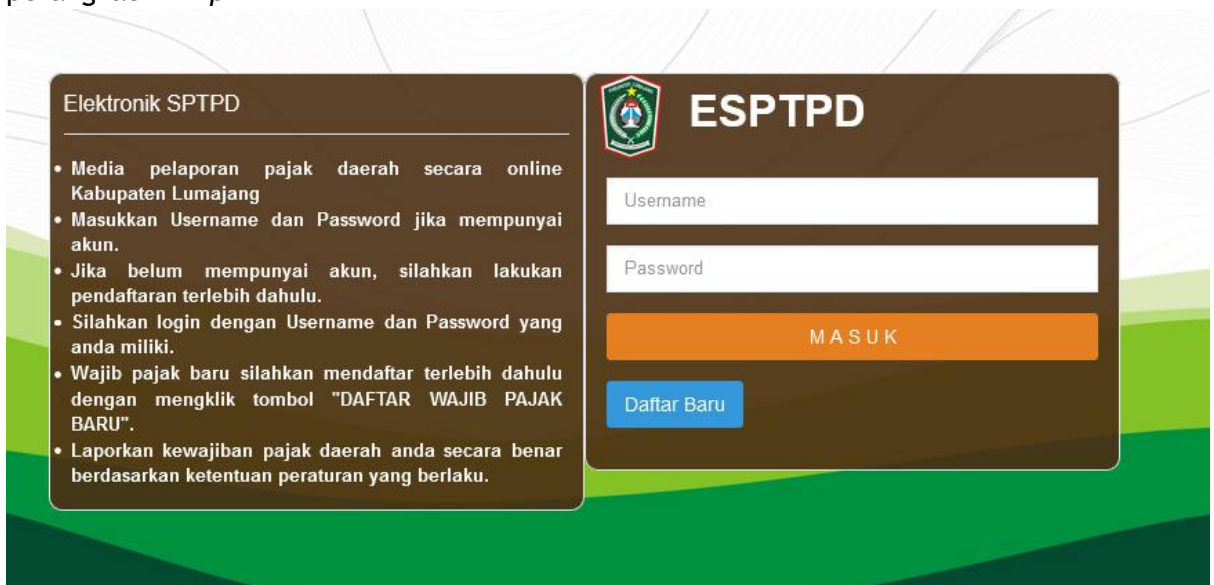 Elektronik SPTPD
• Media pelaporan pajak daerah secara online
Kabupaten Lumajang
• Masukkan Username dan Password jika mempunyai
akun.
• Jika belum mempunyai akun, silahkan lakukan
pendaftaran terlebih dahulu.
• Silahkan login dengan Username dan Password yang
anda miliki.
• Wajib pajak baru silahkan mendaftar terlebih dahulu
dengan mengklik tombol "DAFTAR WAJIB PAJAK
BARU".
• Laporkan kewajiban pajak daerah anda secara benar
berdasarkan ketentuan peraturan yang berlaku.
ESPTPD
Username
Password
MASUK
Daftar Baru